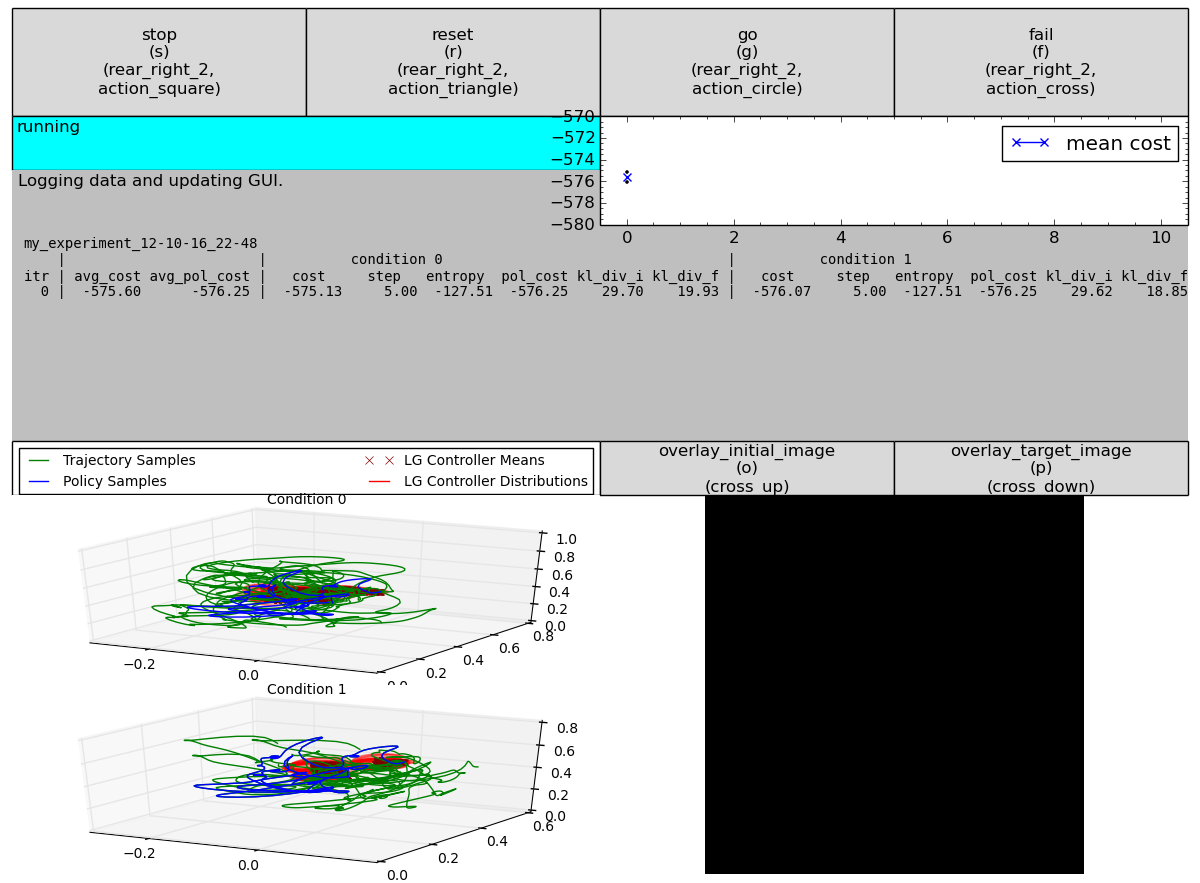 stop
(s)
(rear_right_2,
action_square)
reset
(r)
(rear_right_2,
action_triangle)
go
(g)
(rear_right_2,
action_circle)
fail
(f)
(rear_right_2,
action_cross)
running
Logging data and updating GUI.
−570
−572
−574
−576
−578
−580
mean cost
0 2 4 6 8 10
my_experiment_12-10-16_22-48
| | condition 0 | condition 1
itr | avg_cost avg_pol_cost | cost step entropy pol_cost kl_div_i kl_div_f | cost step entropy pol_cost kl_div_i kl_div_f
0 | -575.60 -576.25 | -575.13 5.00 -127.51 -576.25 29.70 19.93 | -576.07 5.00 -127.51 -576.25 29.62 18.85
Trajectory Samples
Policy Samples
LG Controller Means
LG Controller Distributions
overlay_initial_image
(o)
(cross_up)
overlay_target_image
(p)
(cross_down)
Condition 0
1.0
0.8
0.6
0.4
0.2
0.0
0.8
0.6
0.4
0.2
0.0
−0.2
0.0
Condition 1
0.8
0.6
0.4
0.2
0.0
0.6
0.4
0.2
0.0
−0.2
0.0